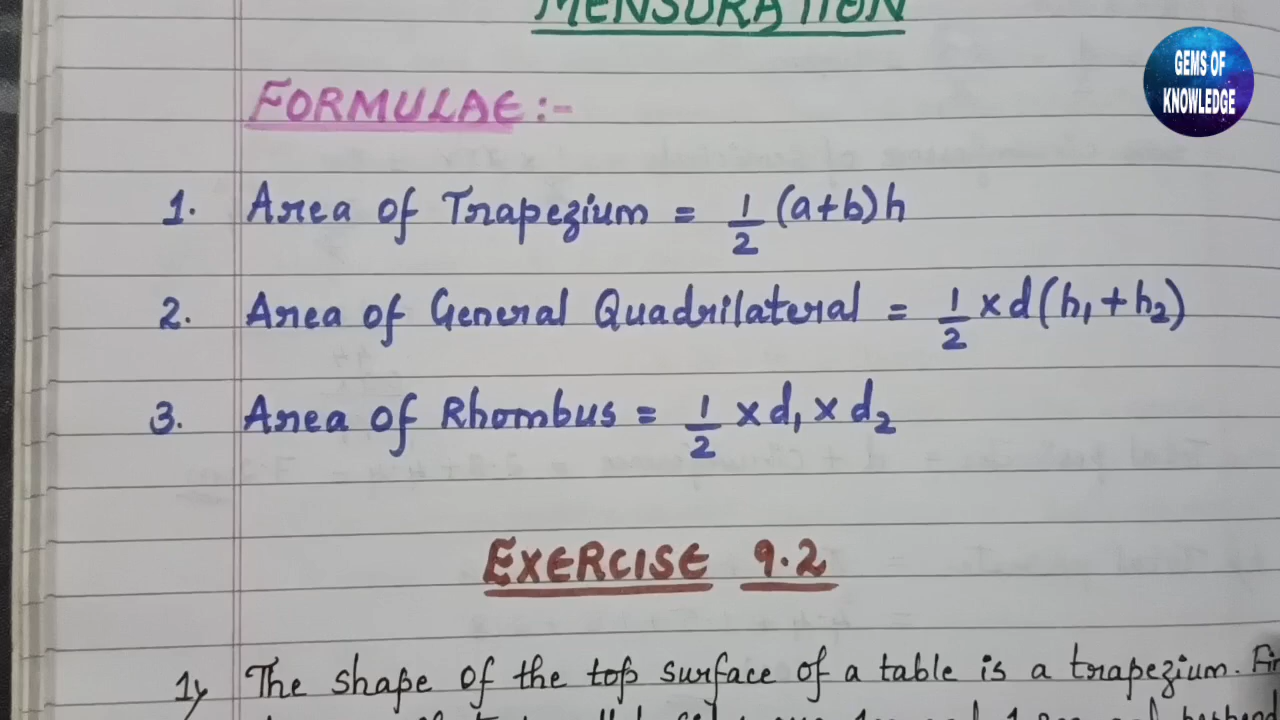 MENSURATION
GEMS OF
KNOWLEDGE
FORMULAE:-
1. Area of Trapezium = 1/2 (a+b)h
2. Area of General Quadrilateral = 1/2 × d(h₁+h₂)
3. Area of Rhombus = 1/2 × d₁ × d₂
EXERCISE 9.2
1) The shape of the top surface of a table is a trapezium.